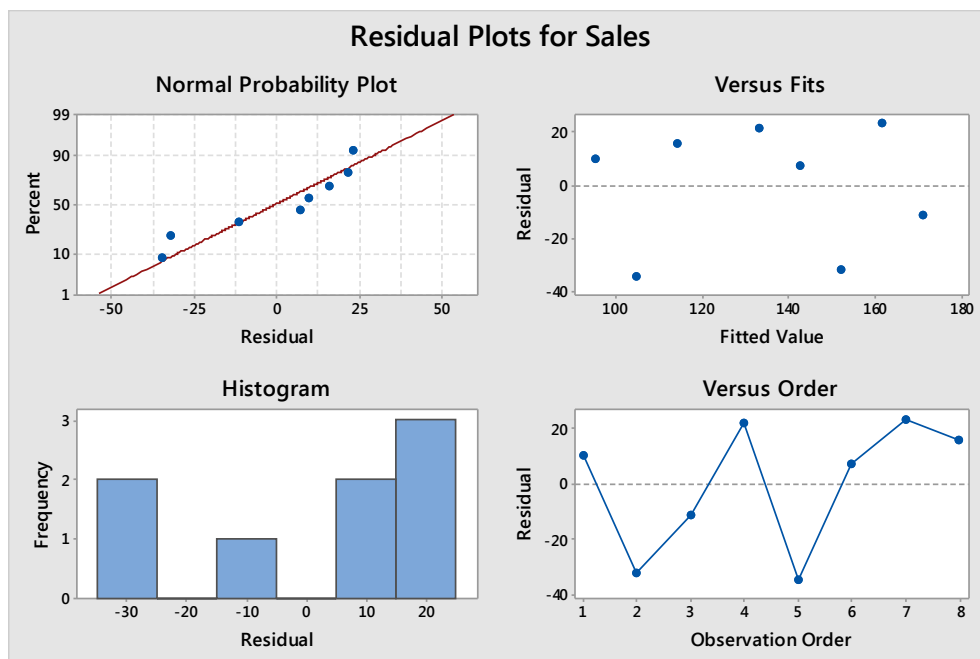 Residual Plots for Sales
Normal Probability Plot
99
90
50
10
1
Percent
-50 -25 0 25 50
Residual
Versus Fits
20
0
-20
-40
Residual
100 120 140 160 180
Fitted Value
Histogram
3
2
1
0
Frequency
-30 -20 -10 0 10 20
Residual
Versus Order
20
0
-20
-40
Residual
1 2 3 4 5 6 7 8
Observation Order